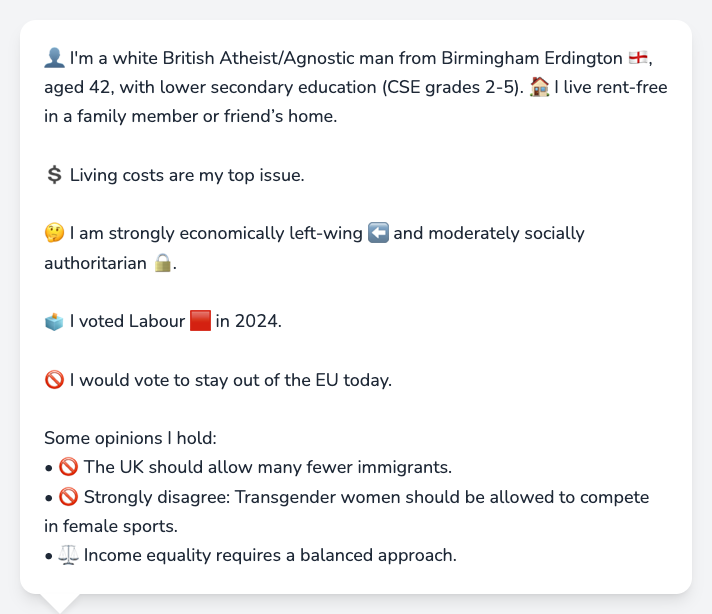 👤 I'm a white British Atheist/Agnostic man from Birmingham Erdington 🏴󠁧󠁢󠁥󠁮󠁧󠁿,
aged 42, with lower secondary education (CSE grades 2-5). 🏠 I live rent-free
in a family member or friend’s home.
💲 Living costs are my top issue.
🤔 I am strongly economically left-wing ⬅️ and moderately socially
authoritarian 🔒.
🗳️ I voted Labour 🟥 in 2024.
🚫 I would vote to stay out of the EU today.
Some opinions I hold:
• 🚫 The UK should allow many fewer immigrants.
• 🚫 Strongly disagree: Transgender women should be allowed to compete
in female sports.
• ⚖️ Income equality requires a balanced approach.